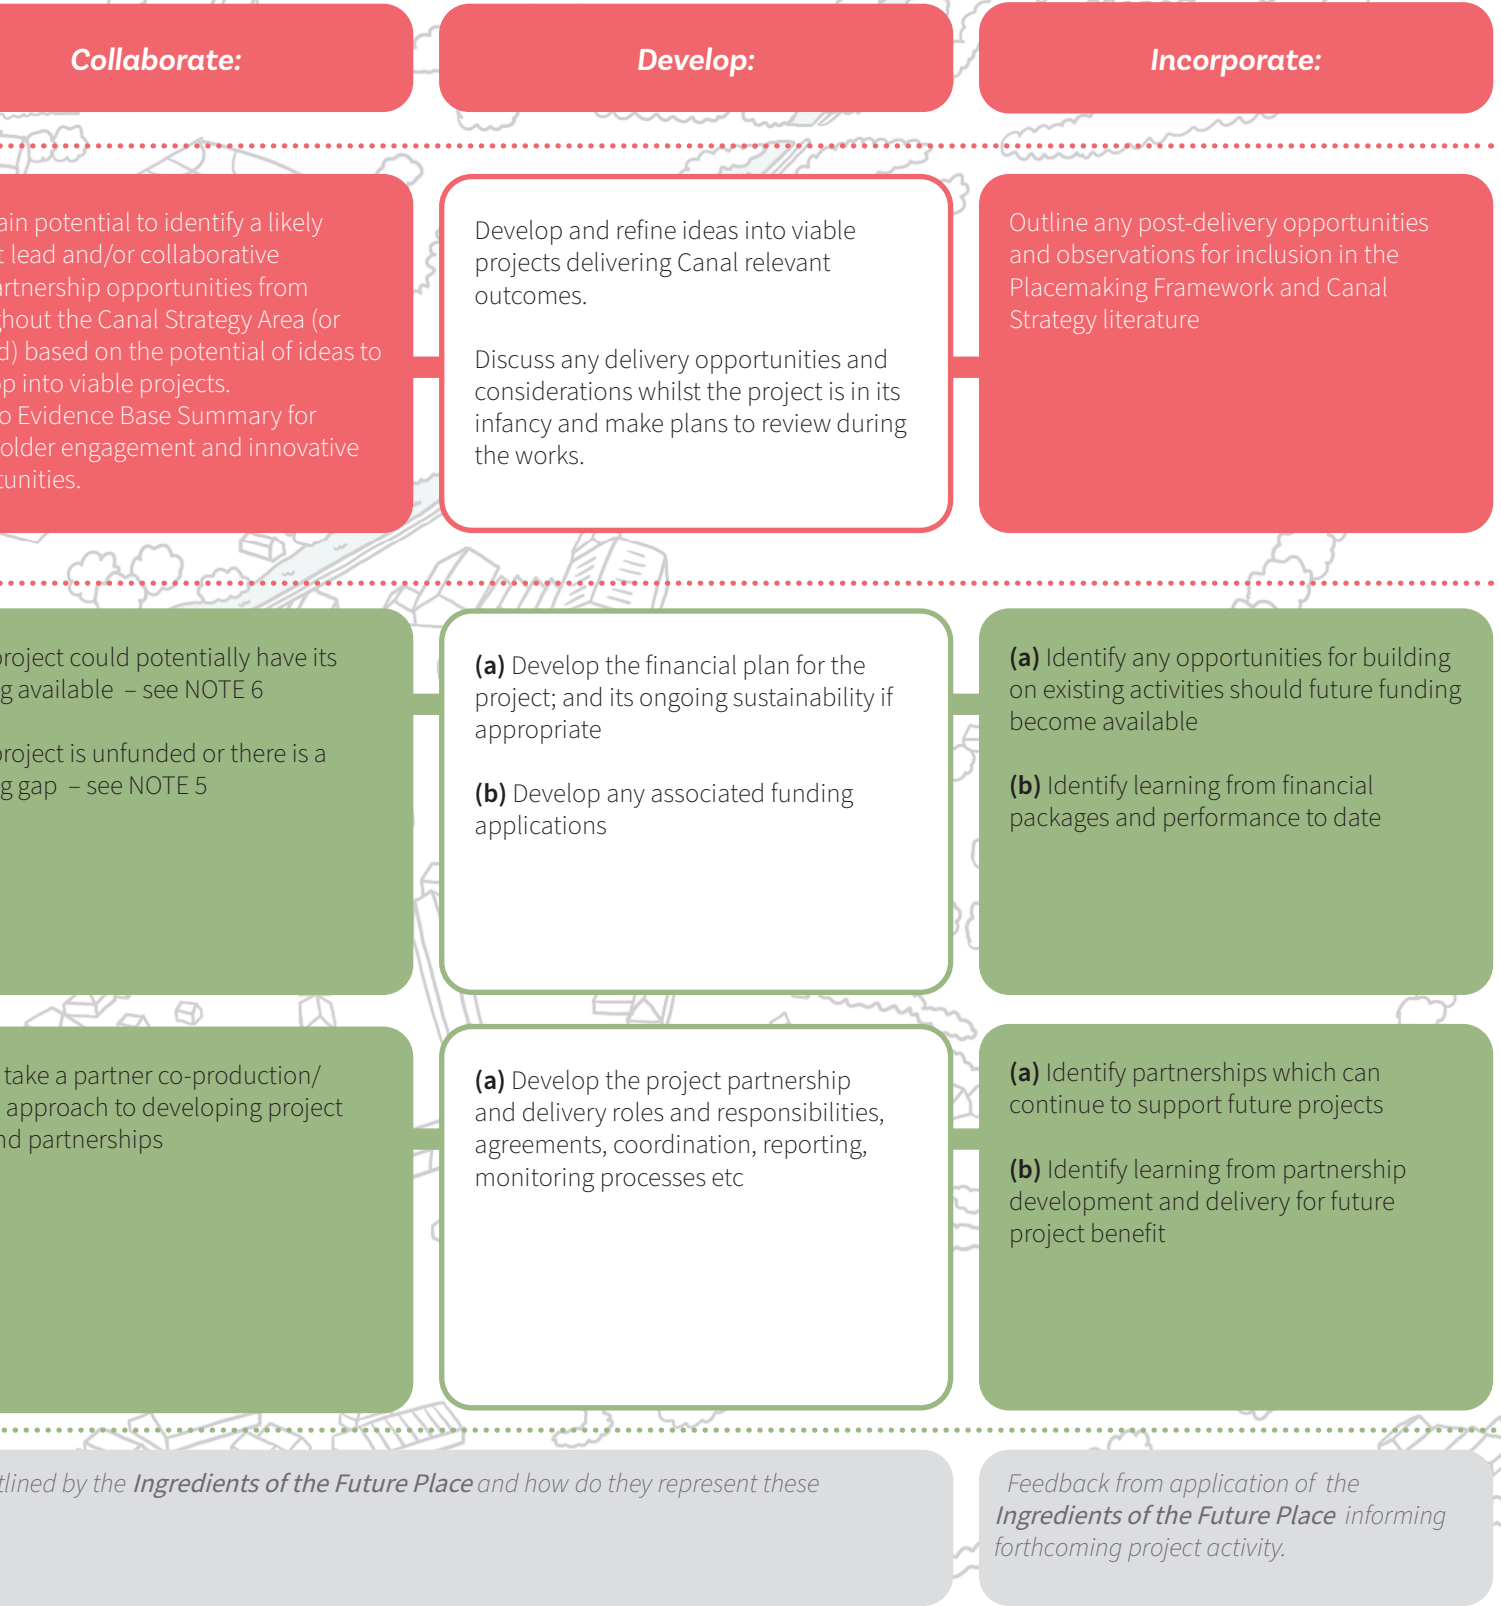 Collaborate:
Develop:
Incorporate:
ain potential to identify a likely
t lead and/or collaborative
artnership opportunities from
ghout the Canal Strategy Area (or
d) based on the potential of ideas to
op into viable projects.
o Evidence Base Summary for
older engagement and innovative
tunities.
Develop and refine ideas into viable
projects delivering Canal relevant
outcomes.
Discuss any delivery opportunities and
considerations whilst the project is in its
infancy and make plans to review during
the works.
Outline any post-delivery opportunities
and observations for inclusion in the
Placemaking Framework and Canal
Strategy literature
project could potentially have its
g available – see NOTE 6
project is unfunded or there is a
g gap – see NOTE 5
(a) Develop the financial plan for the
project; and its ongoing sustainability if
appropriate
(b) Develop any associated funding
applications
(a) Identify any opportunities for building
on existing activities should future funding
become available
(b) Identify learning from financial
packages and performance to date
take a partner co-production/
approach to developing project
nd partnerships
(a) Develop the project partnership
and delivery roles and responsibilities,
agreements, coordination, reporting,
monitoring processes etc
(a) Identify partnerships which can
continue to support future projects
(b) Identify learning from partnership
development and delivery for future
project benefit
tlined by the Ingredients of the Future Place and how do they represent these
Feedback from application of the
Ingredients of the Future Place informing
forthcoming project activity.